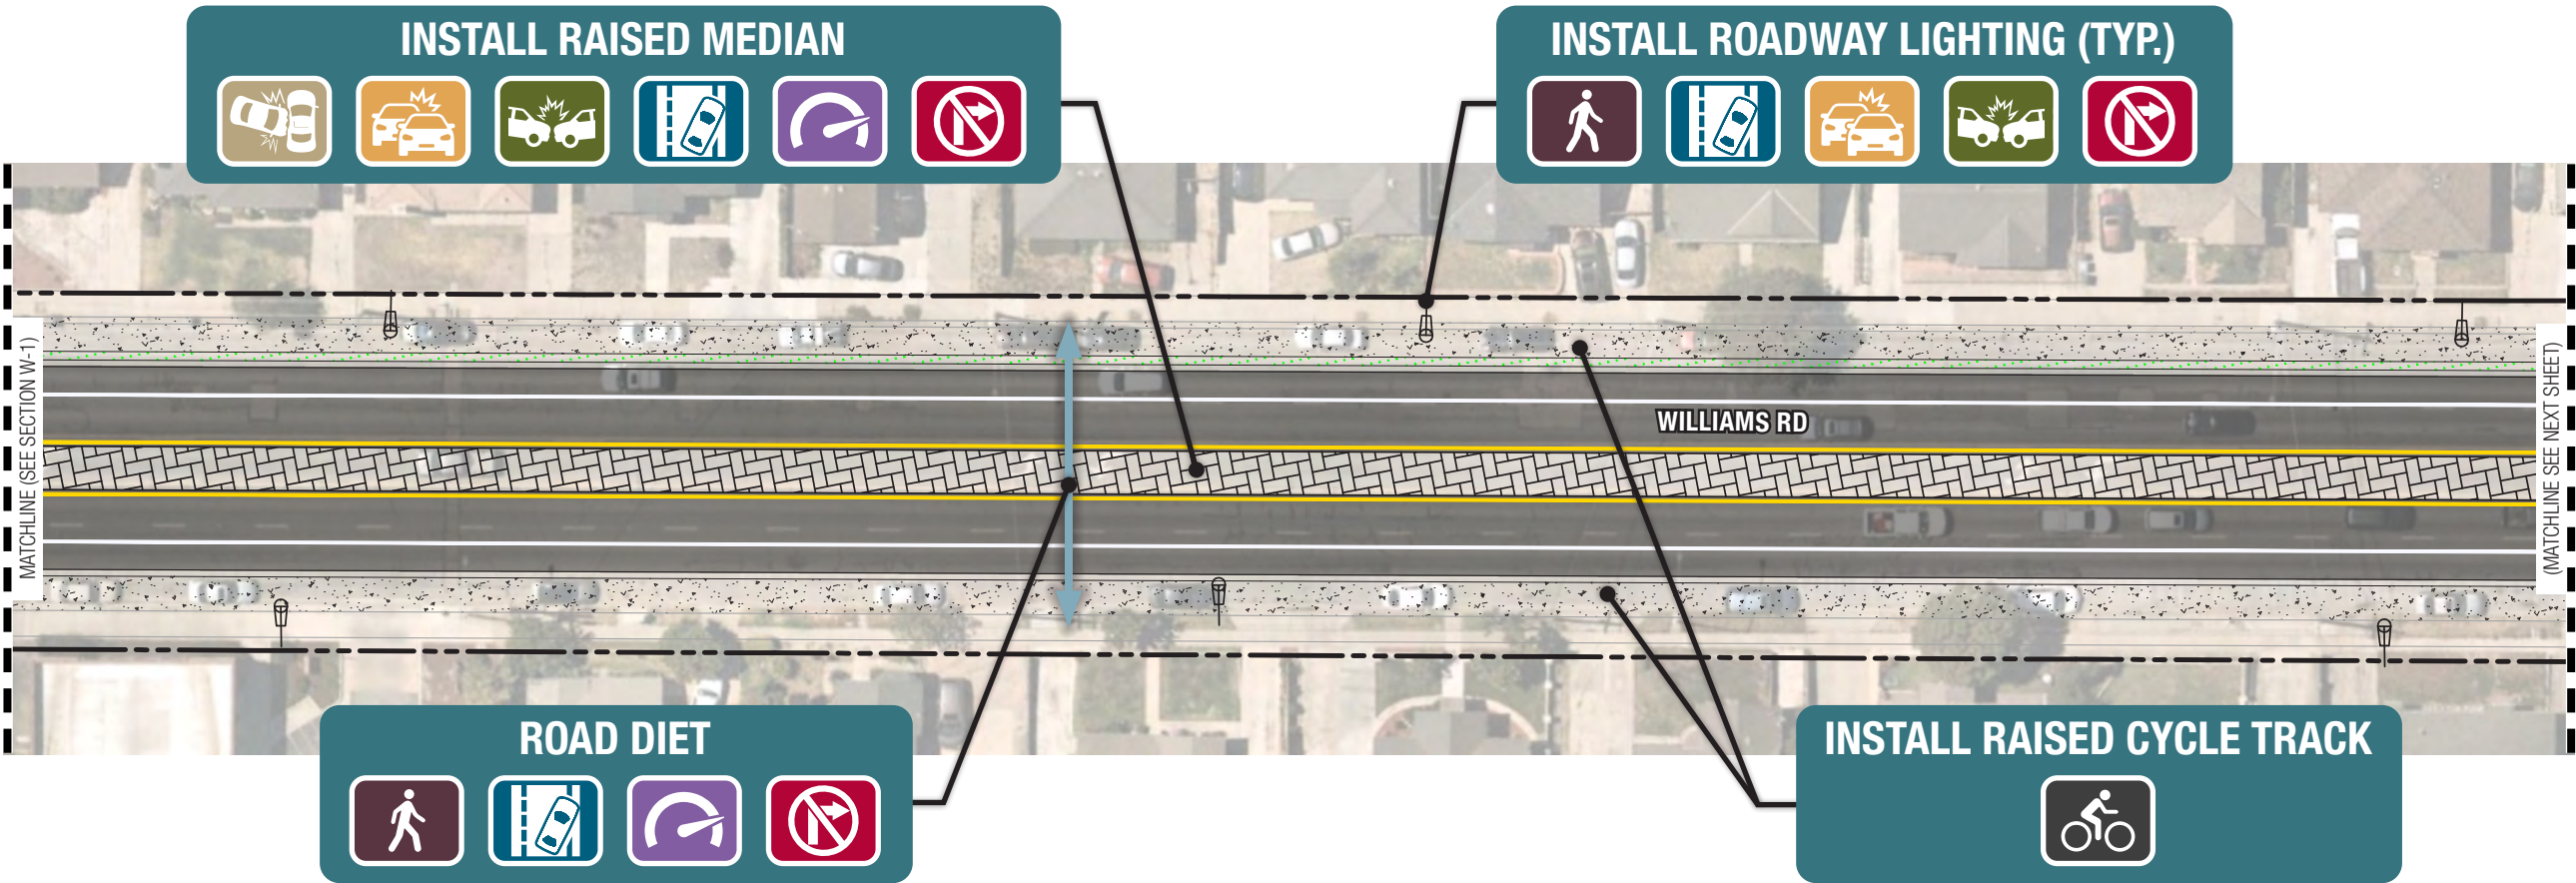 INSTALL RAISED MEDIAN
INSTALL ROADWAY LIGHTING (TYP.)
MATCHLINE (SEE SECTION W-1)
WILLIAMS RD
(MATCHLINE SEE NEXT SHEET)
ROAD DIET
INSTALL RAISED CYCLE TRACK